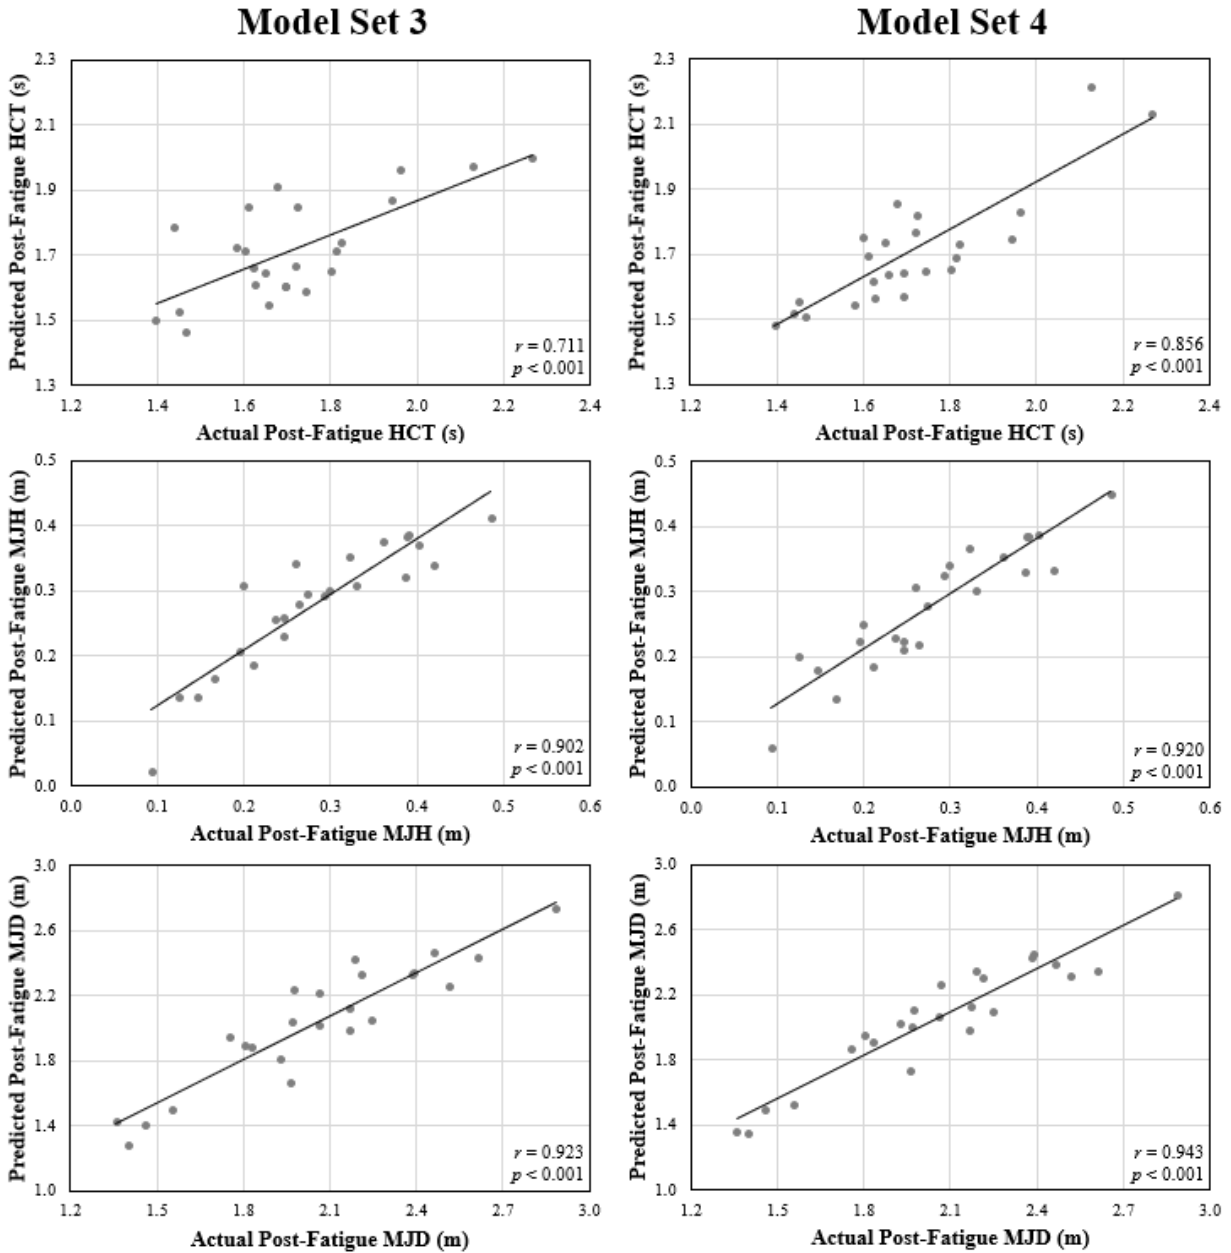 Model Set 3
Model Set 4
Predicted Post-Fatigue HCT (s)
2.3
2.1
1.9
1.7
1.5
1.3
r = 0.711
p < 0.001
1.2 1.4 1.6 1.8 2.0 2.2 2.4
Actual Post-Fatigue HCT (s)
Predicted Post-Fatigue HCT (s)
2.3
2.1
1.9
1.7
1.5
1.3
r = 0.856
p < 0.001
1.2 1.4 1.6 1.8 2.0 2.2 2.4
Actual Post-Fatigue HCT (s)
Predicted Post-Fatigue MJH (m)
0.5
0.4
0.3
0.2
0.1
0.0
r = 0.902
p < 0.001
0.0 0.1 0.2 0.3 0.4 0.5 0.6
Actual Post-Fatigue MJH (m)
Predicted Post-Fatigue MJH (m)
0.5
0.4
0.3
0.2
0.1
0.0
r = 0.920
p < 0.001
0.0 0.1 0.2 0.3 0.4 0.5 0.6
Actual Post-Fatigue MJH (m)
Predicted Post-Fatigue MJD (m)
3.0
2.6
2.2
1.8
1.4
1.0
r = 0.923
p < 0.001
1.2 1.5 1.8 2.1 2.4 2.7 3.0
Actual Post-Fatigue MJD (m)
Predicted Post-Fatigue MJD (m)
3.0
2.6
2.2
1.8
1.4
1.0
r = 0.943
p < 0.001
1.2 1.5 1.8 2.1 2.4 2.7 3.0
Actual Post-Fatigue MJD (m)